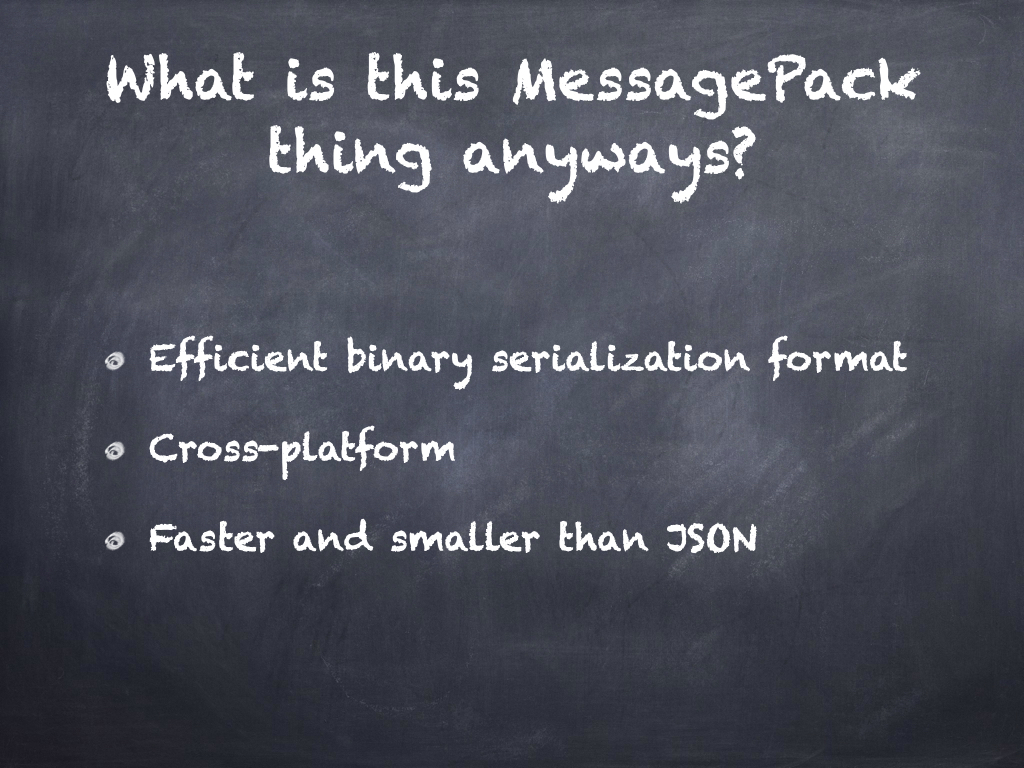 What is this MessagePack
thing anyways?
Efficient binary serialization format
Cross-platform
Faster and smaller than JSON